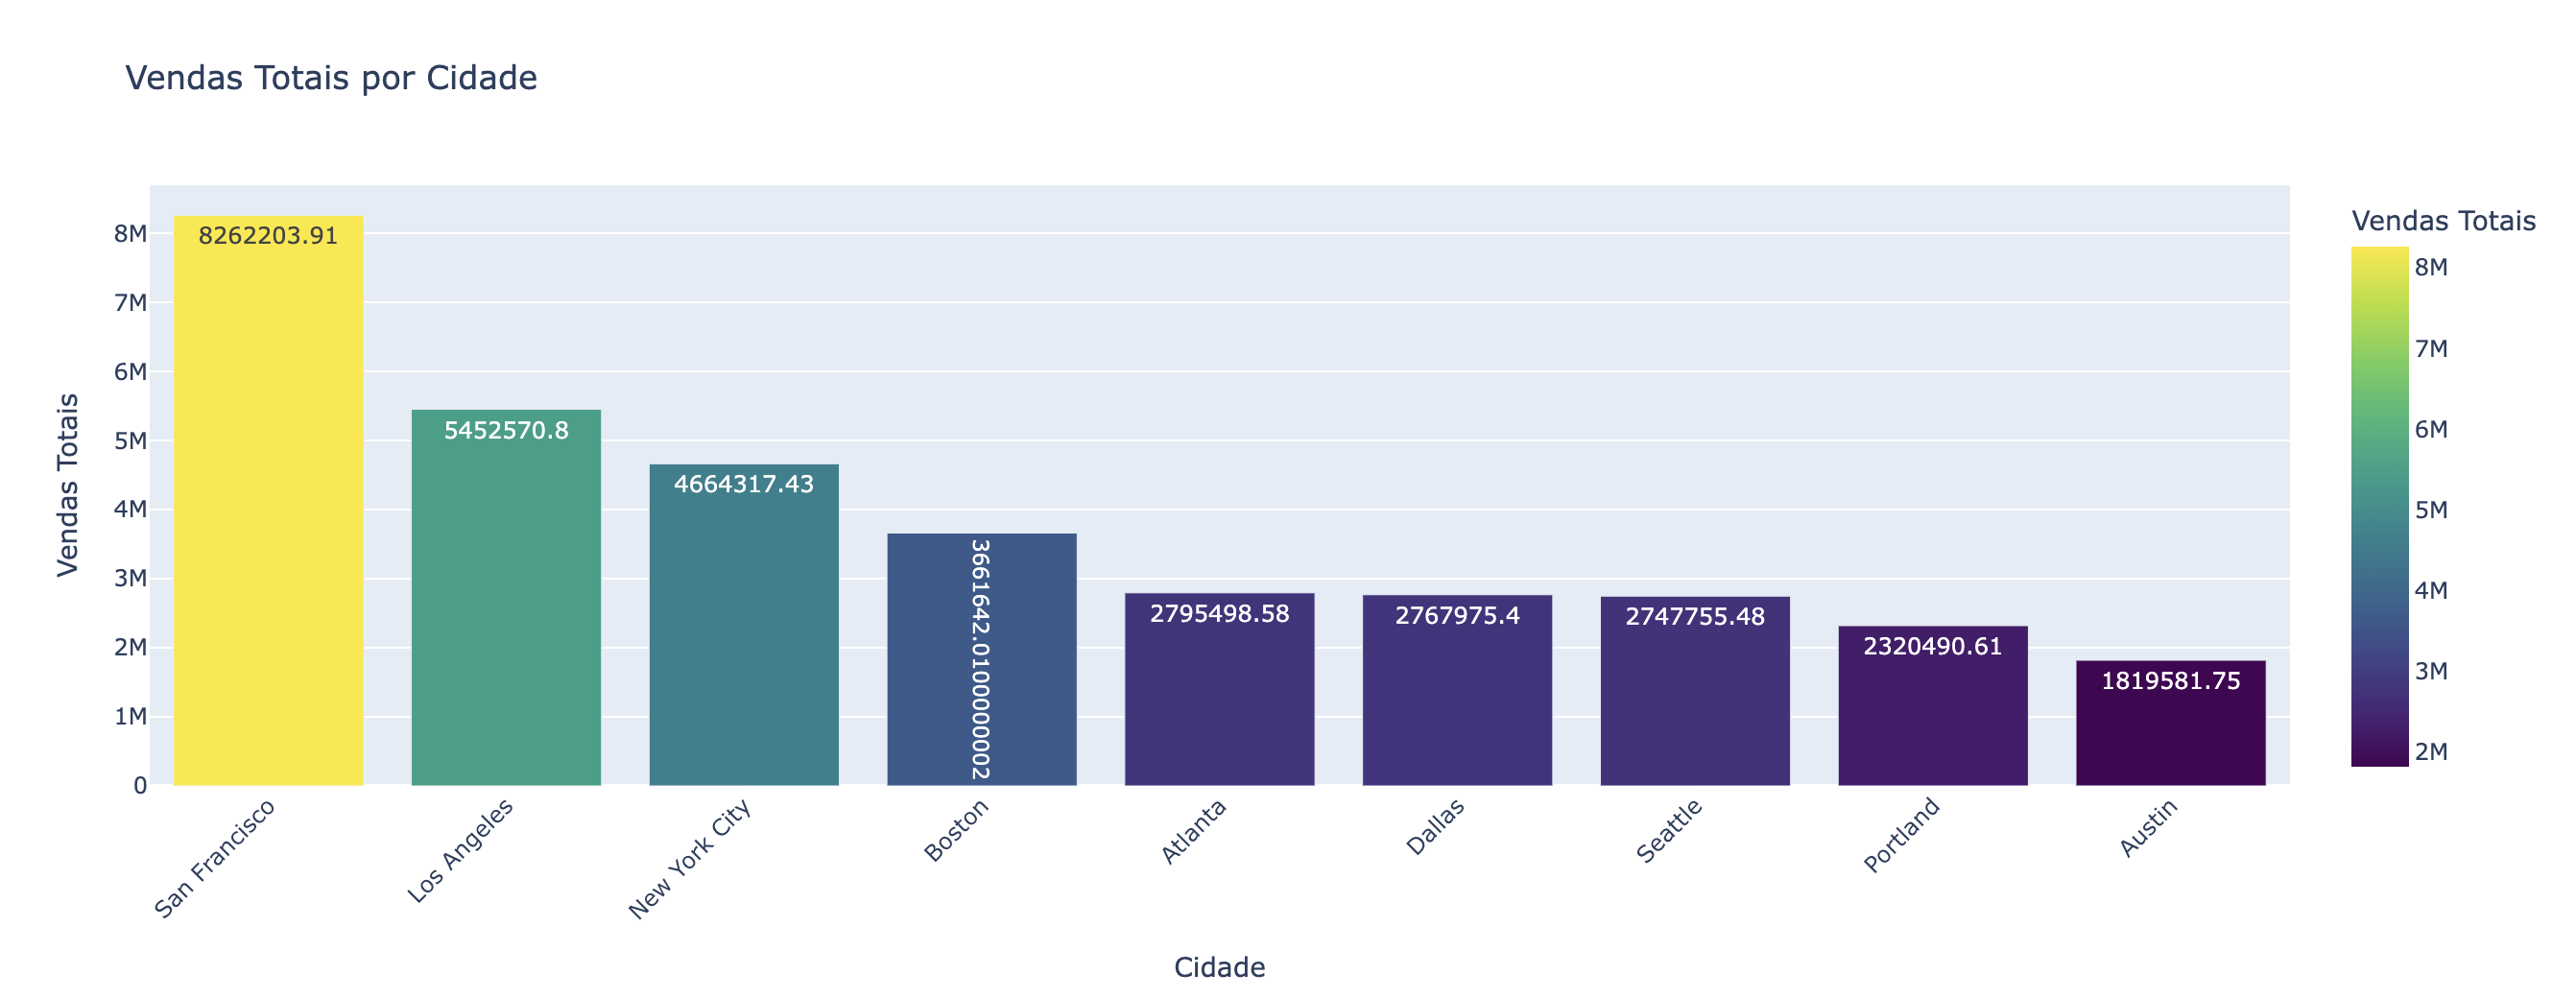 Vendas Totais por Cidade
Vendas Totais
8M
7M
6M
5M
4M
3M
2M
1M
0
8262203.91
5452570.8
4664317.43
3661642.0100000002
2795498.58
2767975.4
2747755.48
2320490.61
1819581.75
San Francisco
Los Angeles
New York City
Boston
Atlanta
Dallas
Seattle
Portland
Austin
Cidade
Vendas Totais
8M
7M
6M
5M
4M
3M
2M